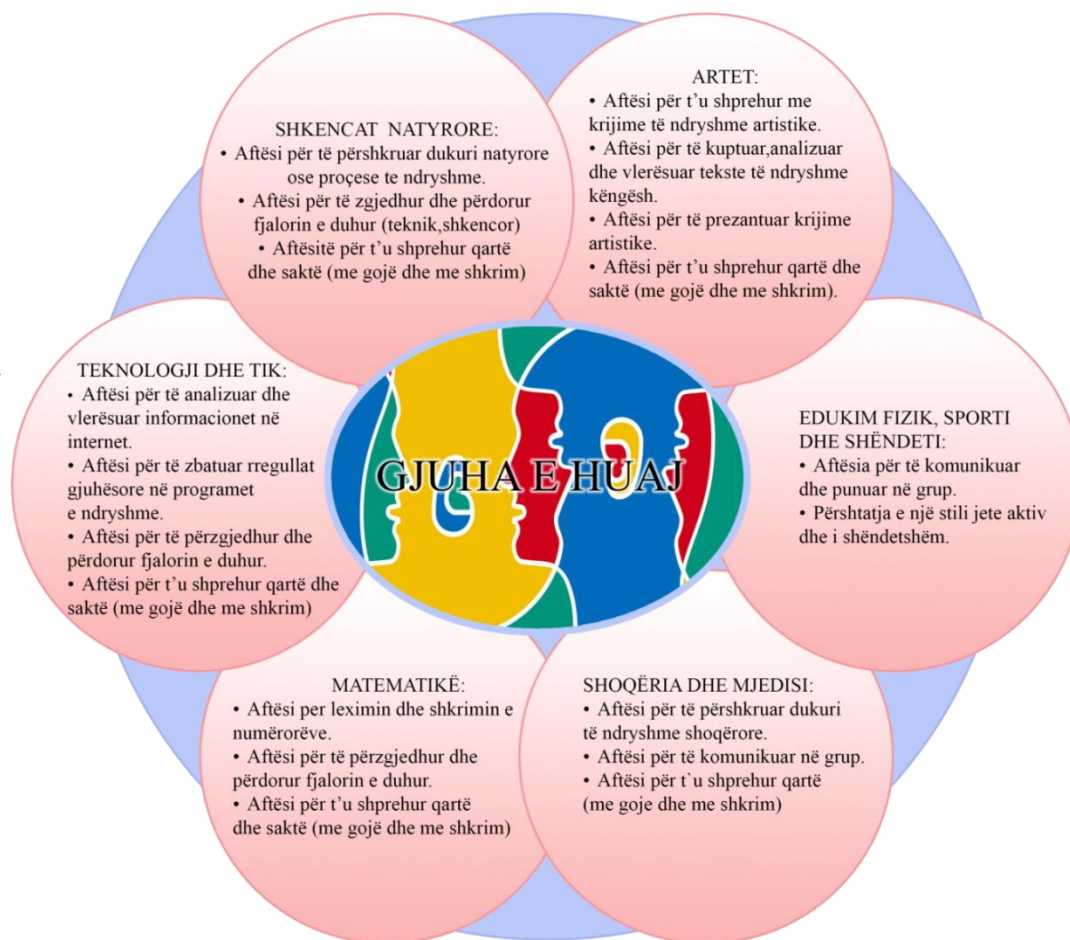 SHKENCAT NATYRORE:
• Aftësi për të përshkruar dukuri natyrore
ose proçese te ndryshme.
• Aftësi për të zgjedhur dhe përdorur
fjalorin e duhur (teknik,shkencor)
• Aftësitë për t'u shprehur qartë
dhe saktë (me gojë dhe me shkrim)
ARTET:
• Aftësi për t'u shprehur me
krijime të ndryshme artistike.
• Aftësi për të kuptuar,analizuar
dhe vlerësuar tekste të ndryshme
këngësh.
• Aftësi për të prezantuar krijime
artistike.
• Aftësi për t'u shprehur qartë dhe
saktë (me gojë dhe me shkrim).
TEKNOLOGJI DHE TIK:
• Aftësi për të analizuar dhe
vlerësuar informacionet në
internet.
• Aftësi për të zbatuar rregullat
gjuhësore në programet
e ndryshme.
• Aftësi për të përzgjedhur dhe
përdorur fjalorin e duhur.
• Aftësi për t'u shprehur qartë dhe
saktë (me gojë dhe me shkrim)
GJUHA E HUAJ
EDUKIM FIZIK, SPORTI
DHE SHËNDETI:
• Aftësia për të komunikuar
dhe punuar në grup.
• Përshtatja e një stili jete aktiv
dhe i shëndetshëm.
MATEMATIKË:
• Aftësi per leximin dhe shkrimin e
numërorëve.
• Aftësi për të përzgjedhur dhe
përdorur fjalorin e duhur.
• Aftësi për t'u shprehur qartë
dhe saktë (me gojë dhe me shkrim)
SHOQËRIA DHE MJEDISI:
• Aftësi për të përshkruar dukuri
të ndryshme shoqërore.
• Aftësi për të komunikuar në grup.
• Aftësi për t`u shprehur qartë
(me goje dhe me shkrim)